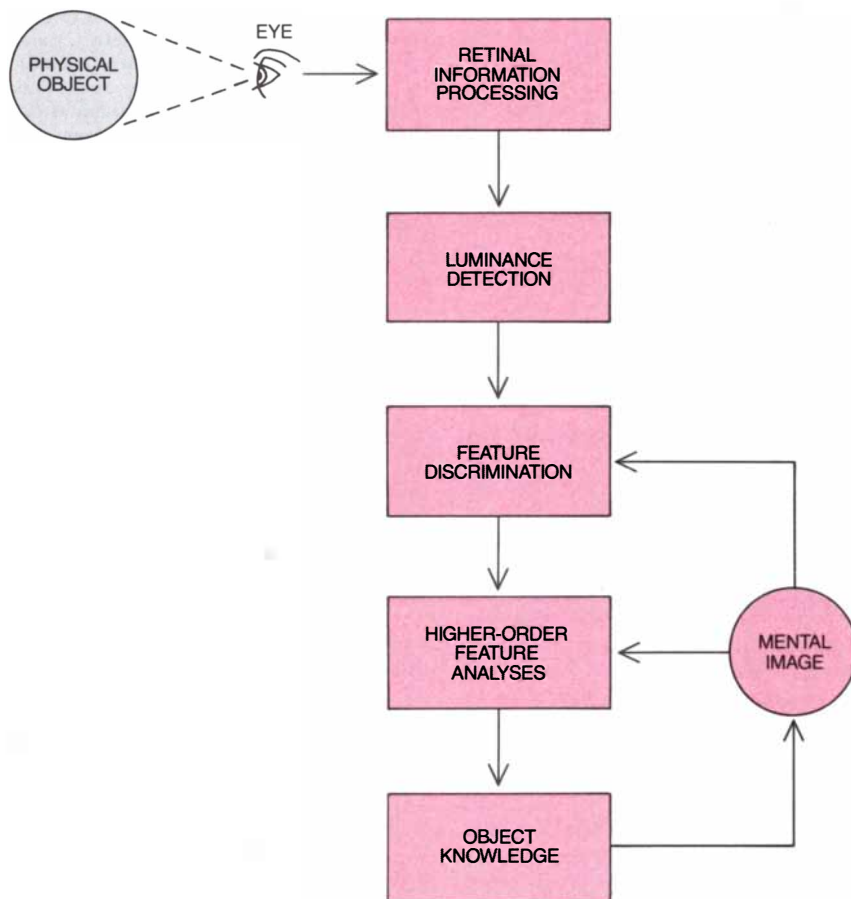 PHYSICAL
OBJECT
EYE
RETINAL
INFORMATION
PROCESSING
LUMINANCE
DETECTION
FEATURE
DISCRIMINATION
HIGHER-ORDER
FEATURE
ANALYSES
MENTAL
IMAGE
OBJECT
KNOWLEDGE